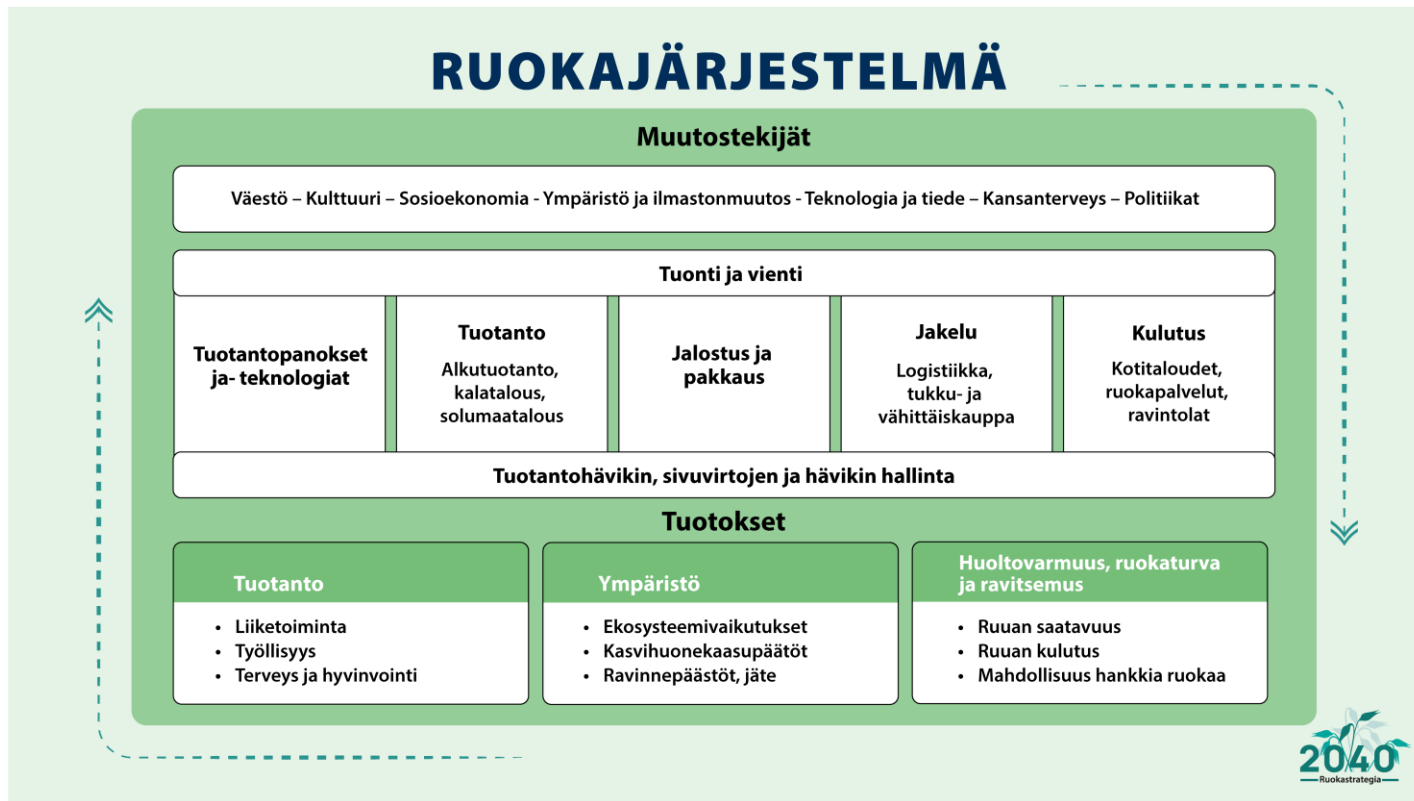 RUOKAJÄRJESTELMÄ
Muutostekijät
Väestö – Kulttuuri – Sosioekonomia - Ympäristö ja ilmastonmuutos - Teknologia ja tiede – Kansanterveys – Politiikat
Tuonti ja vienti
Tuotantopanokset
ja- teknologiat
Tuotanto
Alkutuotanto,
kalatalous,
solumaatalous
Jalostus ja
pakkaus
Jakelu
Logistiikka,
tukku- ja
vähittäiskauppa
Kulutus
Kotitaloudet,
ruokapalvelut,
ravintolat
Tuotantohävikin, sivuvirtojen ja hävikin hallinta
Tuotokset
Tuotanto
• Liiketoiminta
• Työllisyys
• Terveys ja hyvinvointi
Ympäristö
• Ekosysteemivaikutukset
• Kasvihuonekaasupäätöt
• Ravinnepäästöt, jäte
Huoltovarmuus, ruokaturva
ja ravitsemus
• Ruuan saatavuus
• Ruuan kulutus
• Mahdollisuus hankkia ruokaa
2040
Ruokastrategia